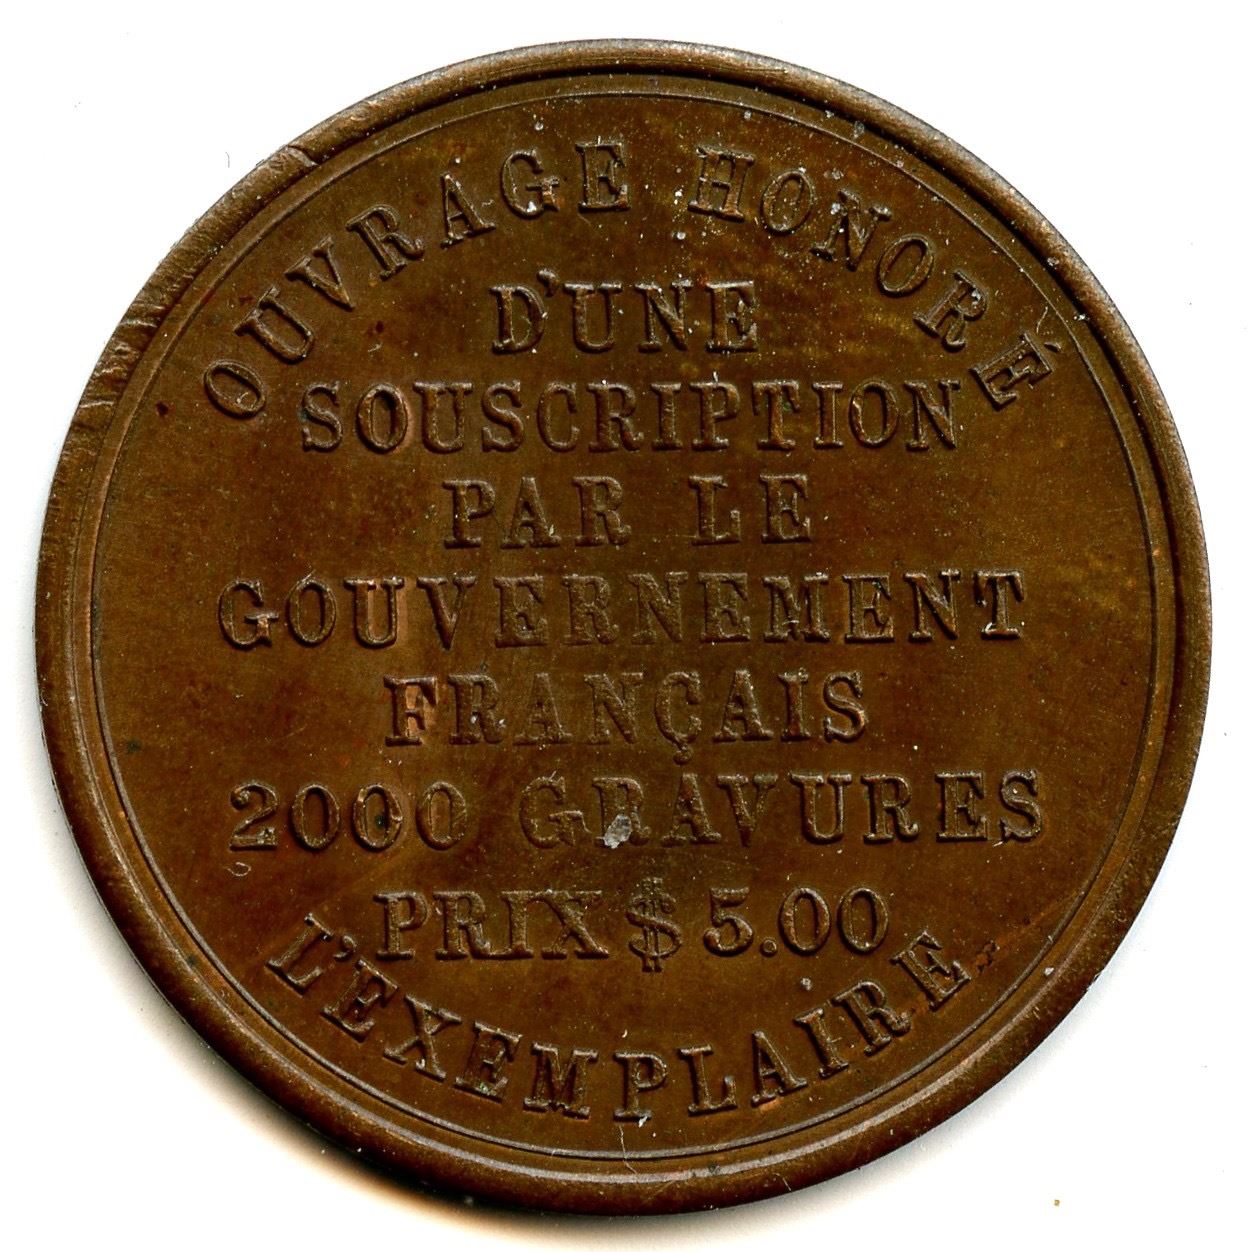 OUVRAGE HONORÉ
D'UNE
SOUSCRIPTION
PAR LE
GOUVERNEMENT
FRANÇAIS
2000 GRAVURES
PRIX $5.00
L'EXEMPLAIRE.